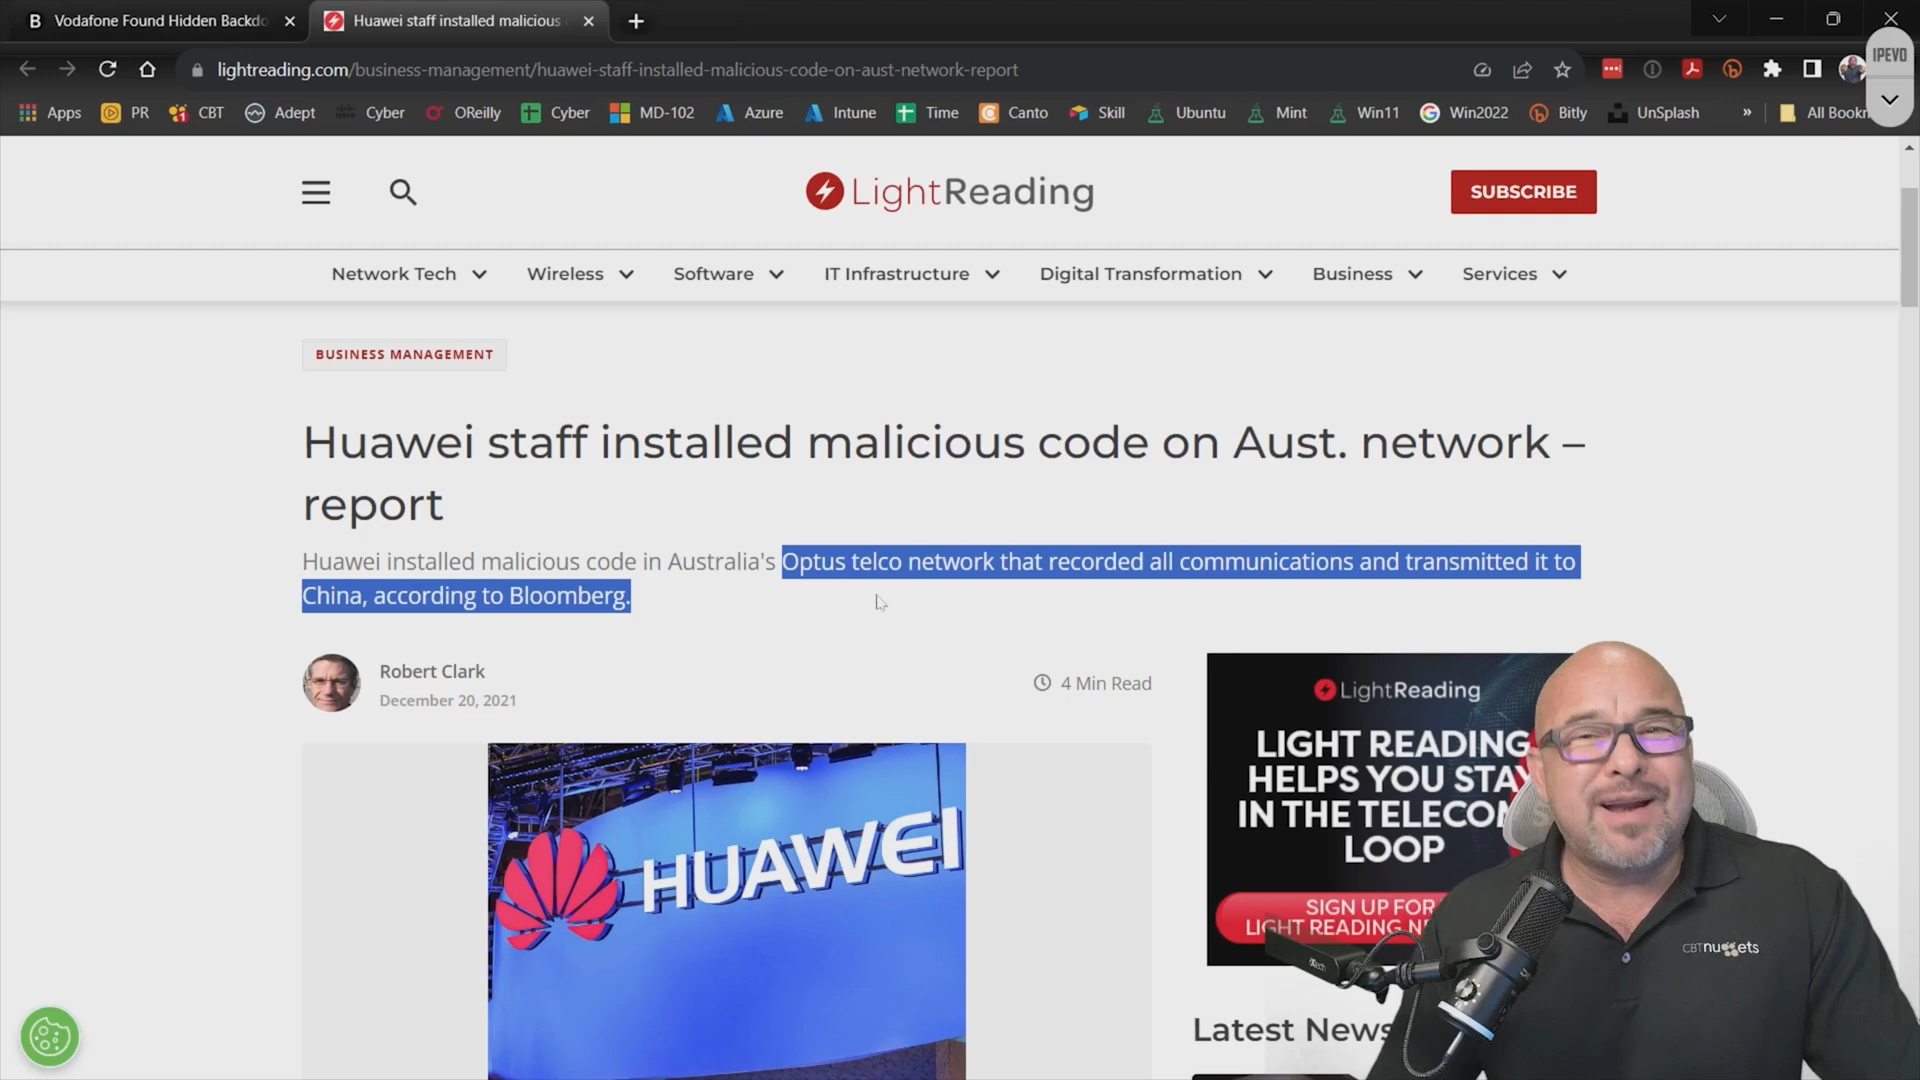 B Vodafone Found Hidden Backdo
Huawei staff installed malicious
lightreading.com/business-management/huawei-staff-installed-malicious-code-on-aust-network-report
IPEVO
Apps PR CBT Adept Cyber OReilly Cyber MD-102 Azure Intune Time Canto Skill Ubuntu Mint Win11 Win2022 Bitly UnSplash » All Bookm
LightReading
SUBSCRIBE
Network Tech Wireless Software IT Infrastructure Digital Transformation Business Services
BUSINESS MANAGEMENT
Huawei staff installed malicious code on Aust. network –
report
Huawei installed malicious code in Australia's Optus telco network that recorded all communications and transmitted it to
China, according to Bloomberg.
Robert Clark
December 20, 2021
4 Min Read
HUAWEI
LightReading
LIGHT READING
HELPS YOU STAY
IN THE TELECOMS
LOOP
SIGN UP FOR
LIGHT READING NE
CBTnuggets
Latest News